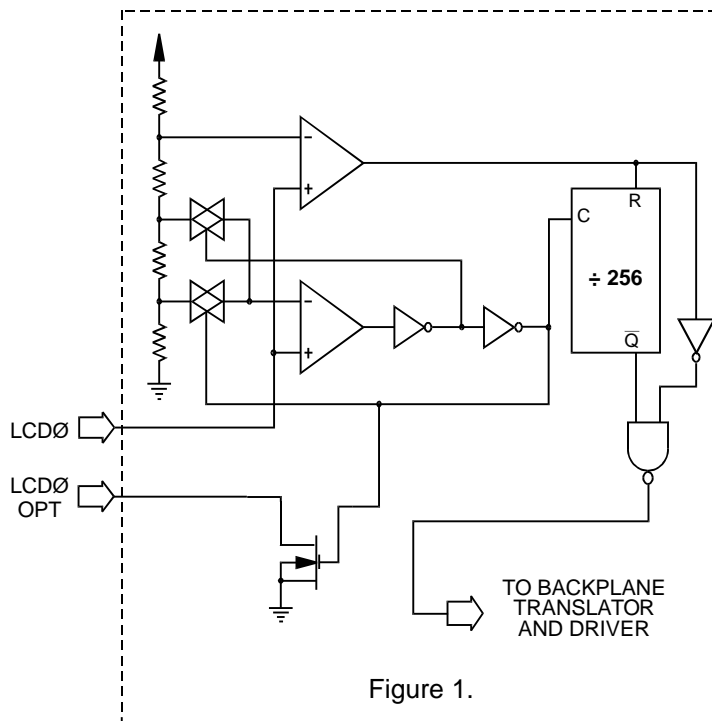 −
+
R
C
÷ 256
Q̅
−
+
LCDØ
LCDØ
OPT
TO BACKPLANE
TRANSLATOR
AND DRIVER
Figure 1.